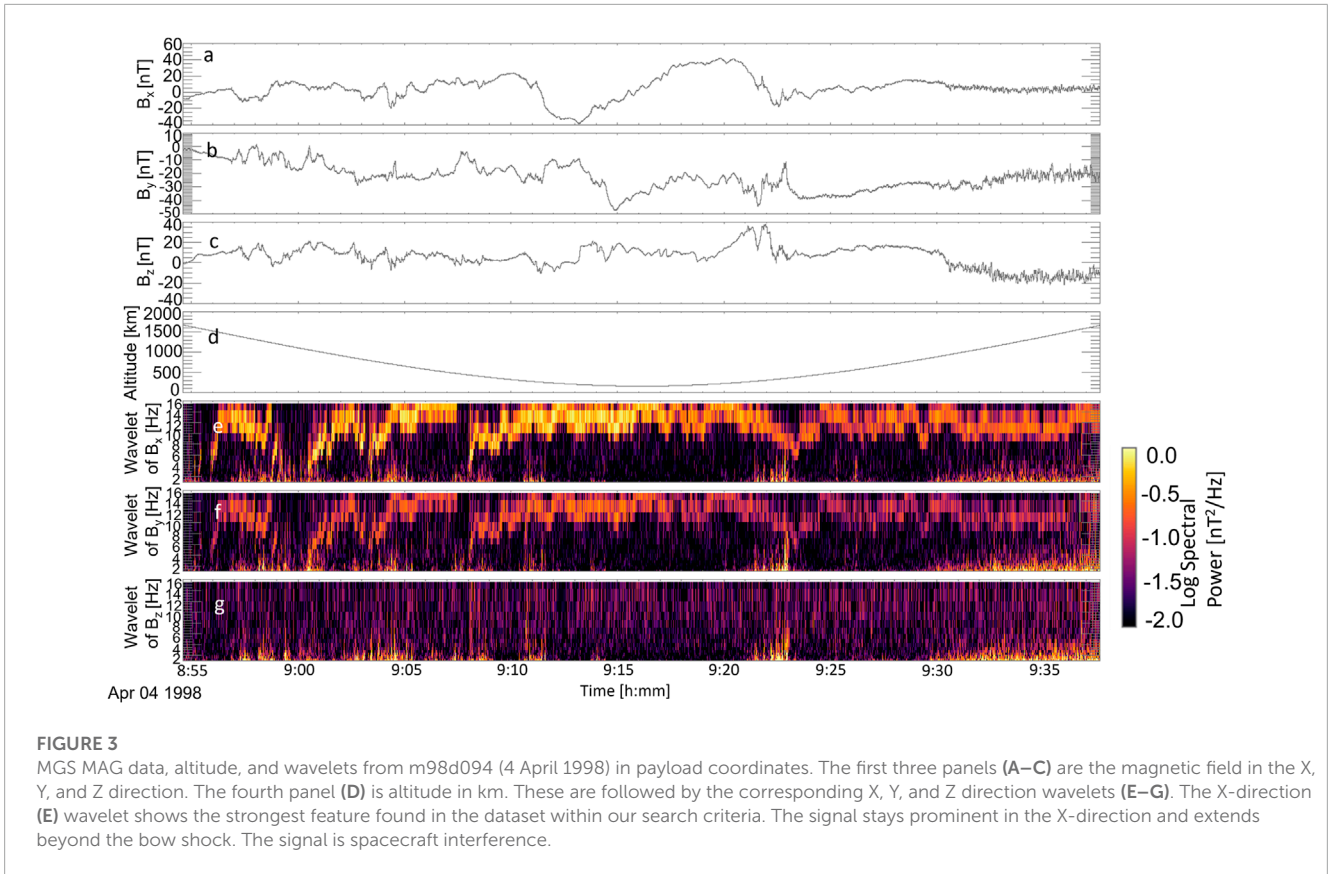 a
B_x [nT]
60
40
20
0
-20
-40
b
B_y [nT]
10
0
-10
-20
-30
-40
-50
c
B_z [nT]
40
20
0
-20
-40
d
Altitude [km]
2000
1500
1000
500
0
e
Wavelet
of B_x [Hz]
16
14
12
10
8
6
4
2
f
Wavelet
of B_y [Hz]
16
14
12
10
8
6
4
2
g
Wavelet
of B_z [Hz]
16
14
12
10
8
6
4
2
8:55 9:00 9:05 9:10 9:15 9:20 9:25 9:30 9:35
Apr 04 1998
Time [h:mm]
0.0
-0.5
-1.0
-1.5
-2.0
Log Spectral
Power [nT²/Hz]
FIGURE 3
MGS MAG data, altitude, and wavelets from m98d094 (4 April 1998) in payload coordinates. The first three panels (A–C) are the magnetic field in the X,
Y, and Z direction. The fourth panel (D) is altitude in km. These are followed by the corresponding X, Y, and Z direction wavelets (E–G). The X-direction
(E) wavelet shows the strongest feature found in the dataset within our search criteria. The signal stays prominent in the X-direction and extends
beyond the bow shock. The signal is spacecraft interference.